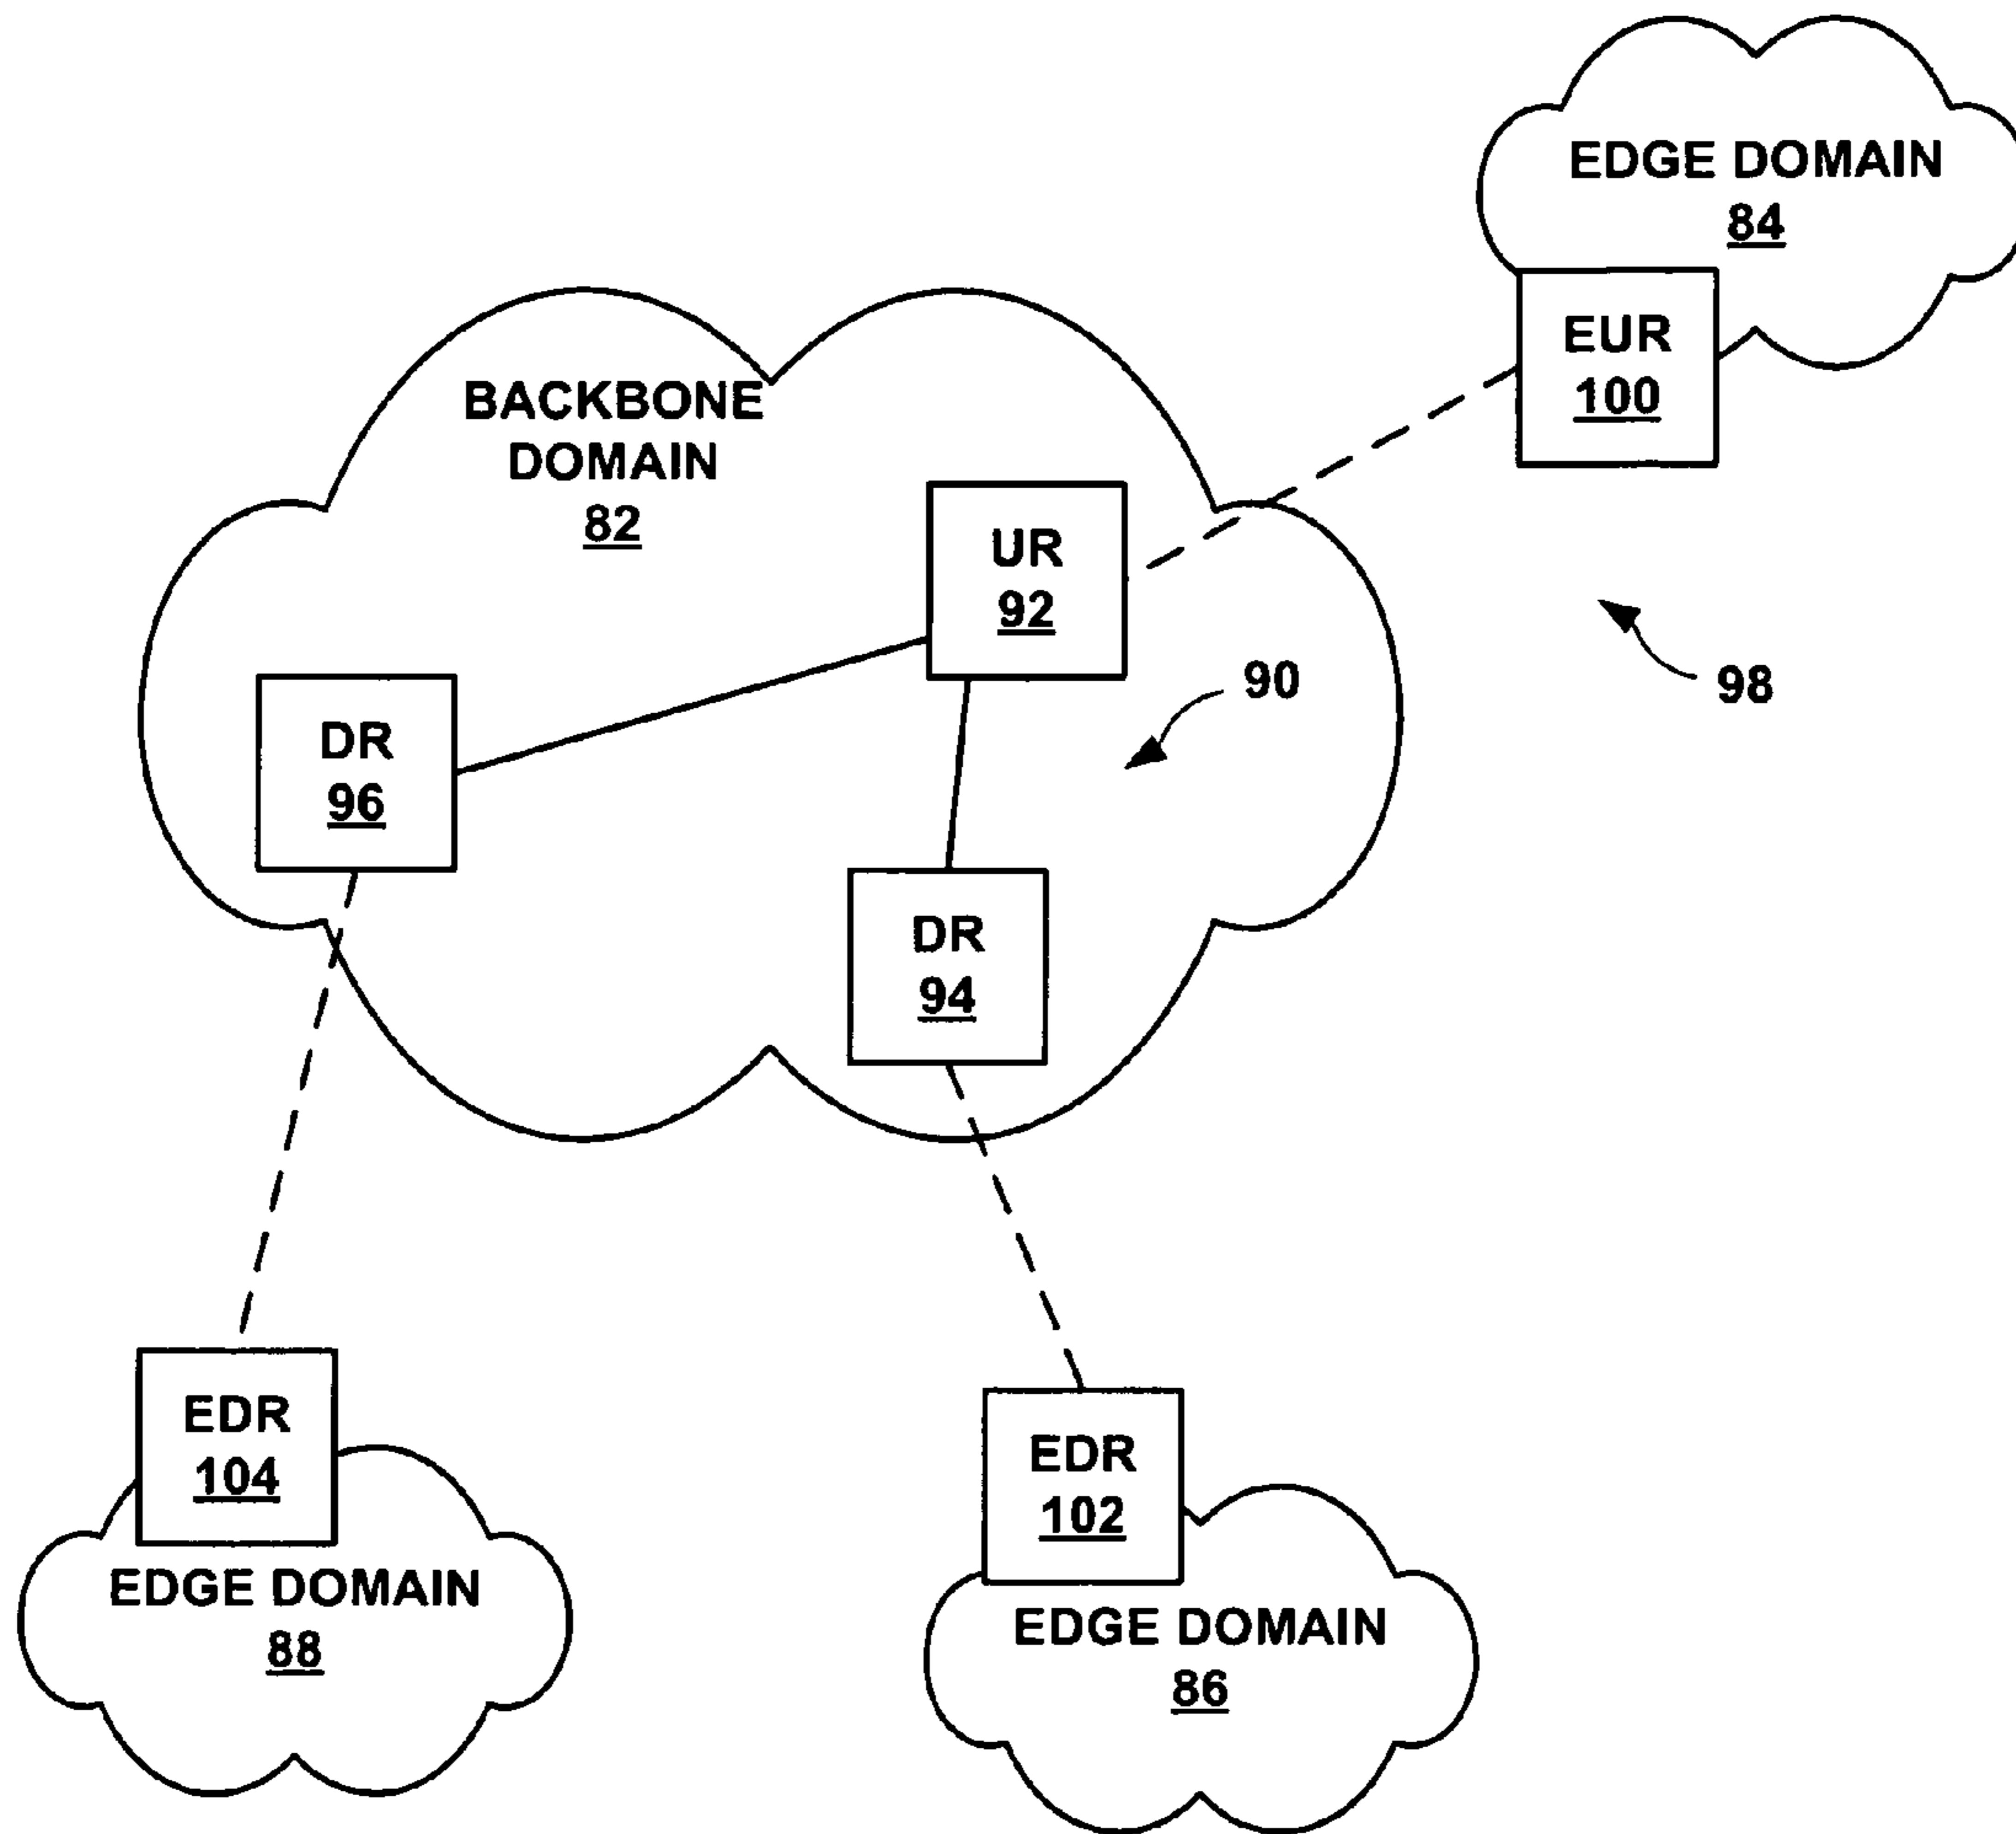 EDGE DOMAIN
84
EUR
100
BACKBONE
DOMAIN
82
UR
92
90
98
DR
96
DR
94
EDR
104
EDGE DOMAIN
88
EDR
102
EDGE DOMAIN
86